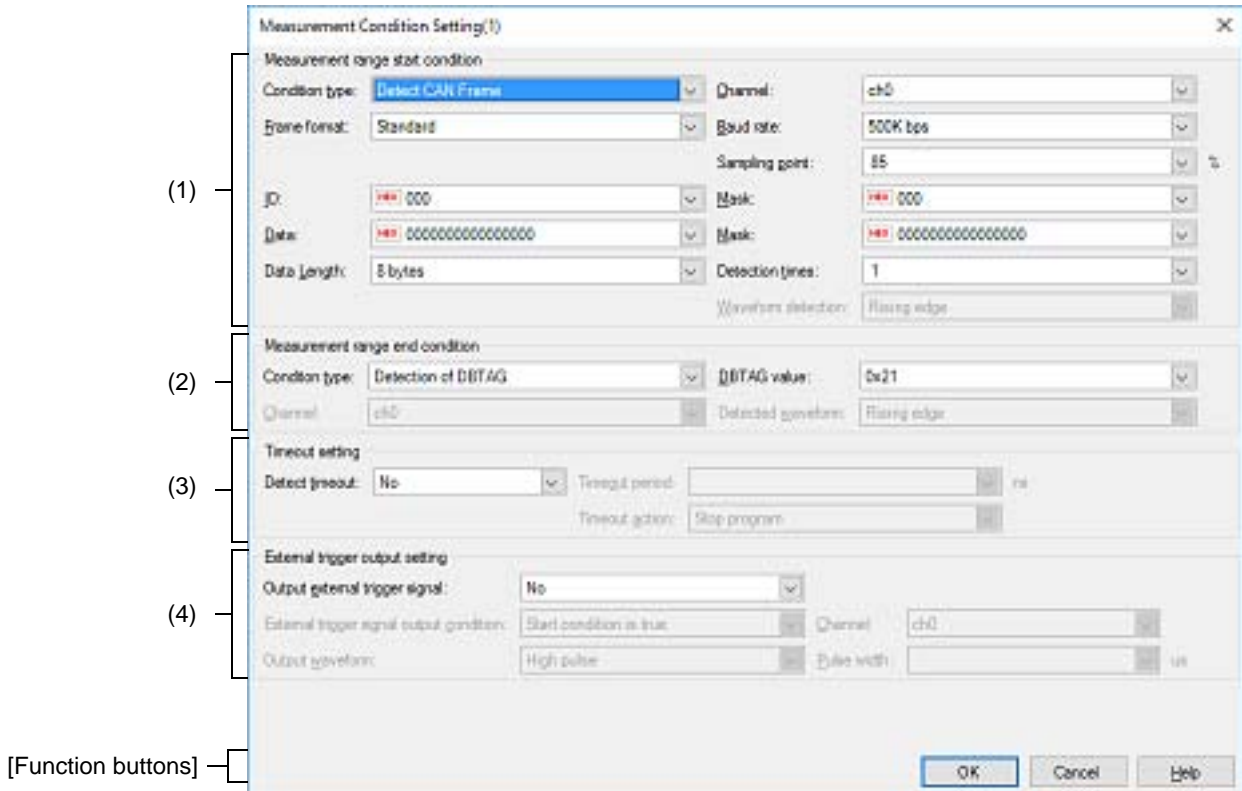 Measurement Condition Setting(1)
(1)
Measurement range start condition
Condition type: Detect CAN Frame Channel: ch0
Frame format: Standard Baud rate: 500K bps
Sampling point: 85 %
ID: HEX 000 Mask: HEX 000
Data: HEX 0000000000000000 Mask: HEX 0000000000000000
Data Length: 8 bytes Detection times: 1
Waveform detection: Rising edge
(2)
Measurement range end condition
Condition type: Detection of DBTAG DBTAG value: 0x21
Channel: ch0 Detected waveform: Rising edge
(3)
Timeout setting
Detect timeout: No Timeout period: ns
Timeout action: Stop program
(4)
External trigger output setting
Output external trigger signal: No
External trigger signal output condition: Start condition is true Channel: ch0
Output waveform: High pulse Pulse width: us
[Function buttons]
OK Cancel Help